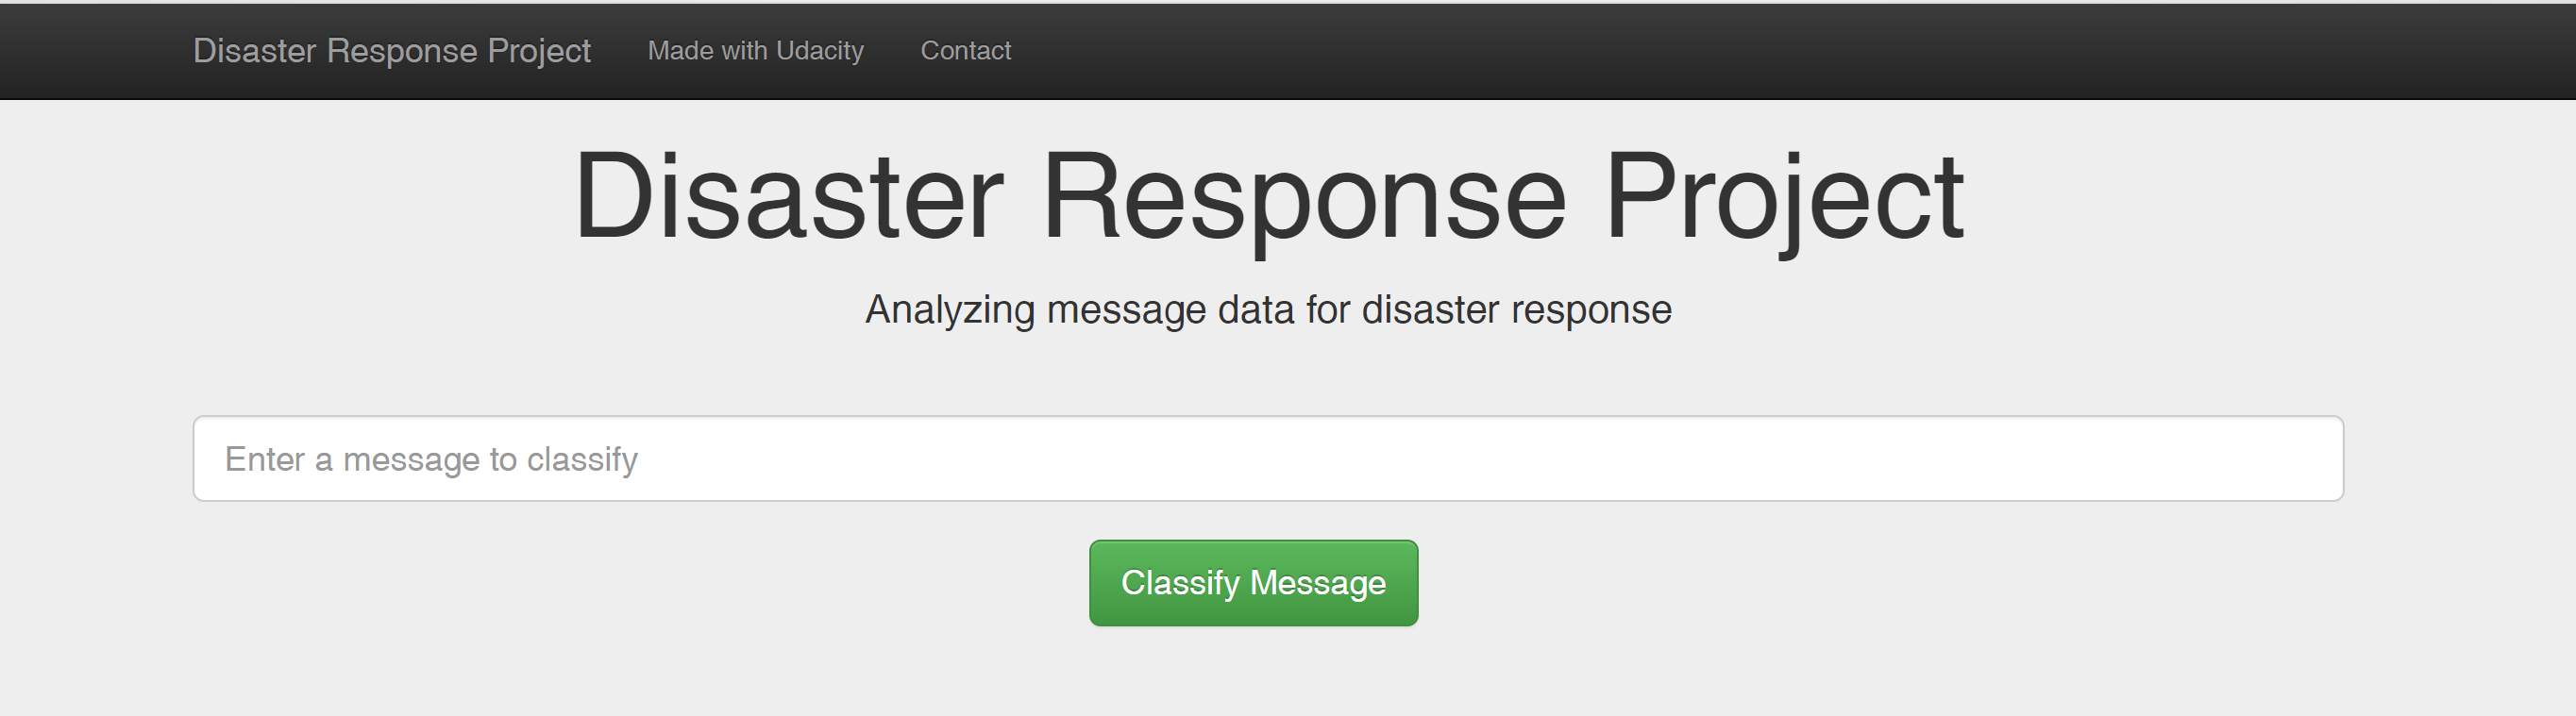 Disaster Response Project Made with Udacity Contact
Disaster Response Project
Analyzing message data for disaster response
Enter a message to classify
Classify Message